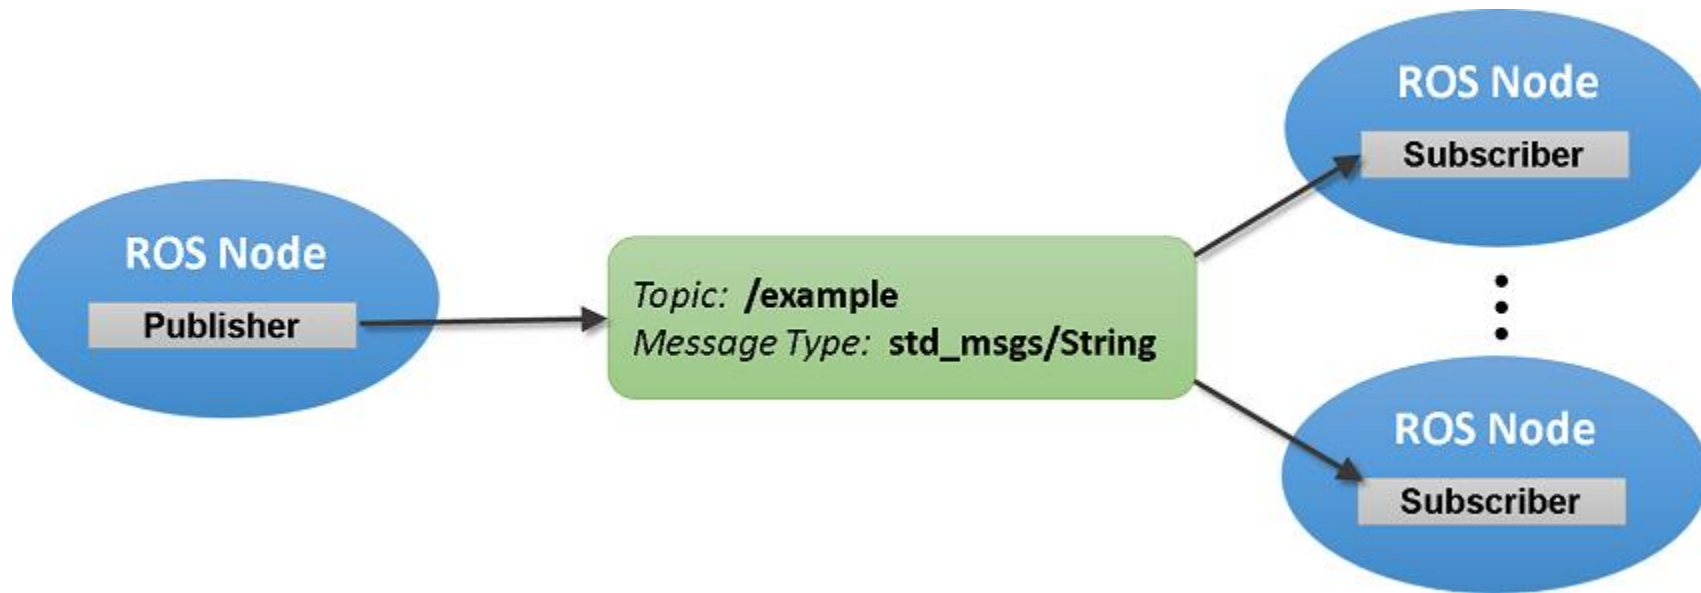 ROS Node
Publisher
Topic: /example
Message Type: std_msgs/String
ROS Node
Subscriber
ROS Node
Subscriber